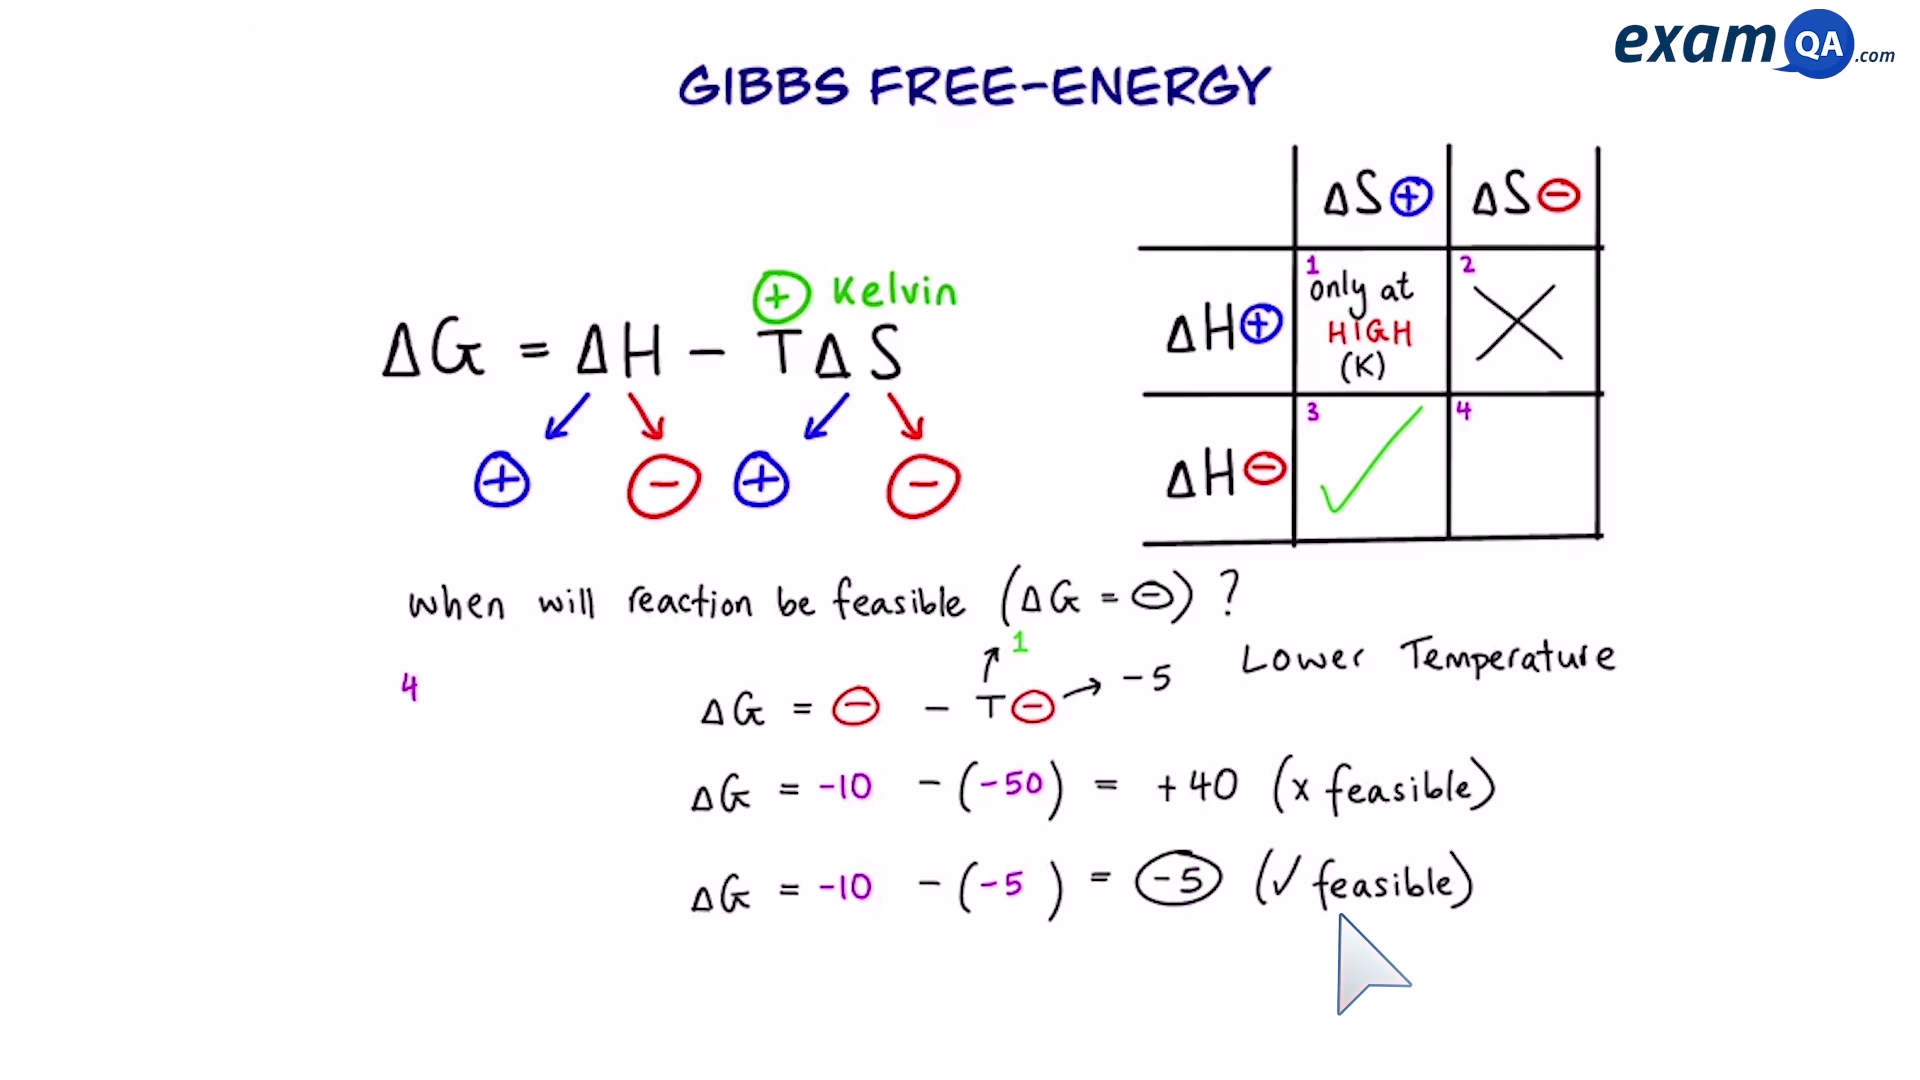 examQA.com
GIBBS FREE-ENERGY
ΔS⊕ ΔS⊖
⊕ Kelvin
ΔG = ΔH - TΔS
⊕ ⊖ ⊕ ⊖
ΔH⊕
1
only at
HIGH
(K)
2
ΔH⊖
3
✓
4
when will reaction be feasible (ΔG = ⊖) ?
1
Lower Temperature
4
ΔG = ⊖ - T⊖ → -5
ΔG = -10 - (-50) = +40 (x feasible)
ΔG = -10 - (-5 ) = -5 (✓ feasible)